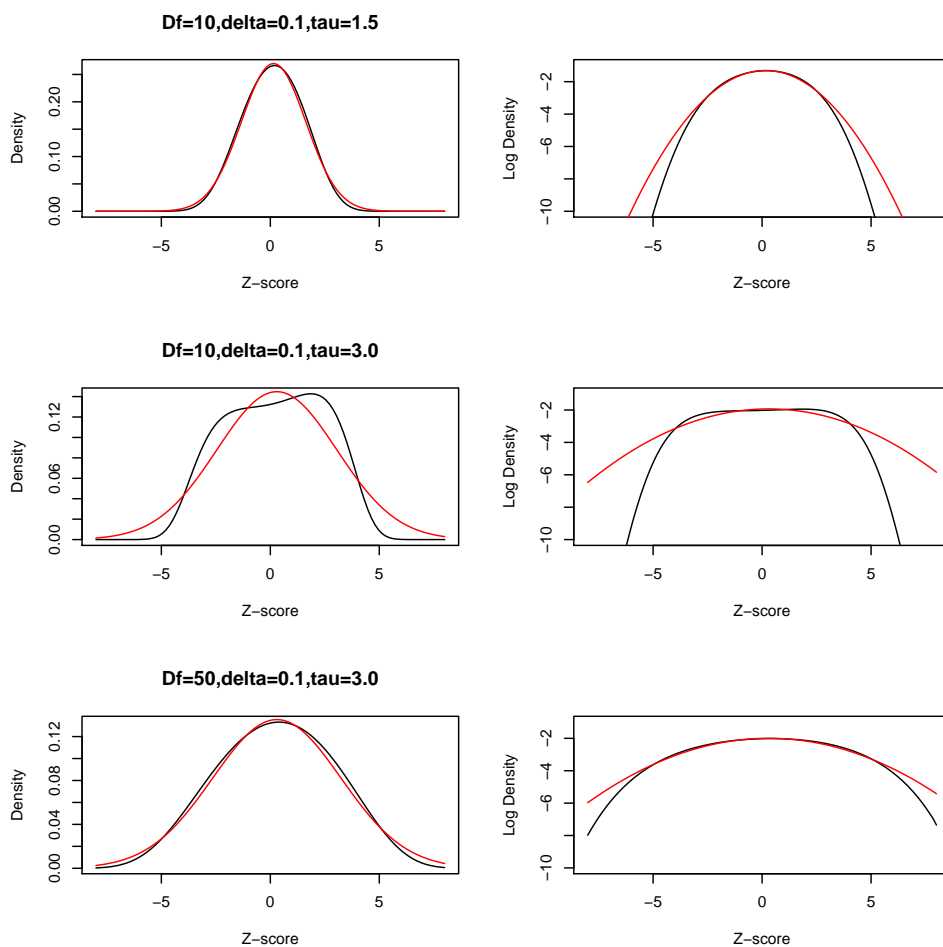 Df=10,delta=0.1,tau=1.5
Density
0.00
0.10
0.20
−5
0
5
Z−score
Log Density
−10
−6
−4
−2
−5
0
5
Z−score
Df=10,delta=0.1,tau=3.0
Density
0.00
0.06
0.12
−5
0
5
Z−score
Log Density
−10
−6
−4
−2
−5
0
5
Z−score
Df=50,delta=0.1,tau=3.0
Density
0.00
0.04
0.08
0.12
−5
0
5
Z−score
Log Density
−10
−6
−4
−2
−5
0
5
Z−score